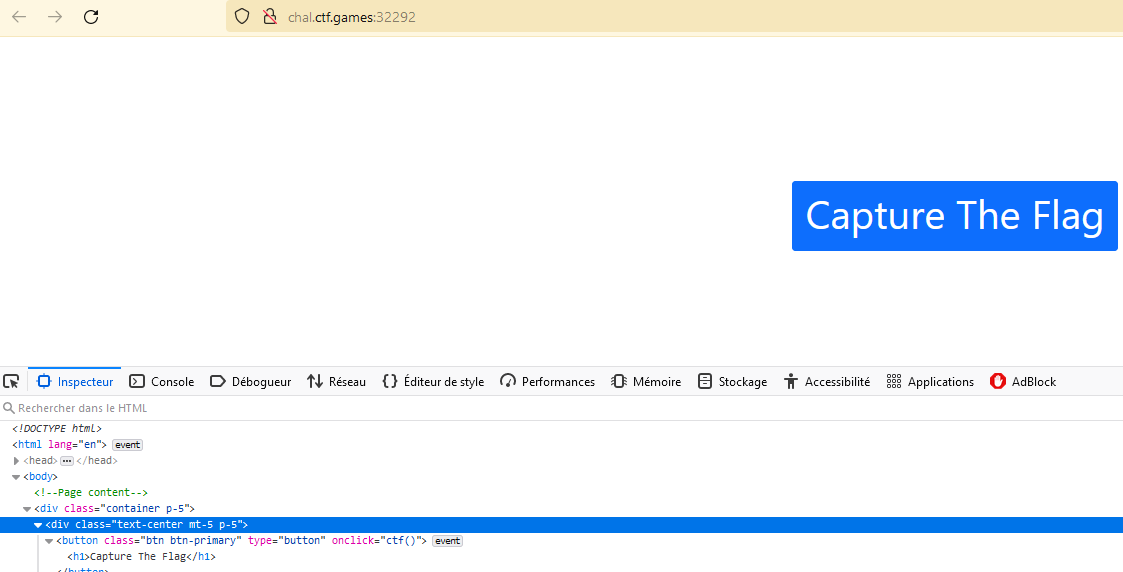 chal.ctf.games:32292
Capture The Flag
Inspecteur Console Débogueur Réseau Éditeur de style Performances Mémoire Stockage Accessibilité Applications AdBlock
Rechercher dans le HTML
<!DOCTYPE html>
<html lang="en"> event
<head> ••• </head>
<body>
<!--Page content-->
<div class="container p-5">
<div class="text-center mt-5 p-5">
<button class="btn btn-primary" type="button" onclick="ctf()"> event
<h1>Capture The Flag</h1>
</button>